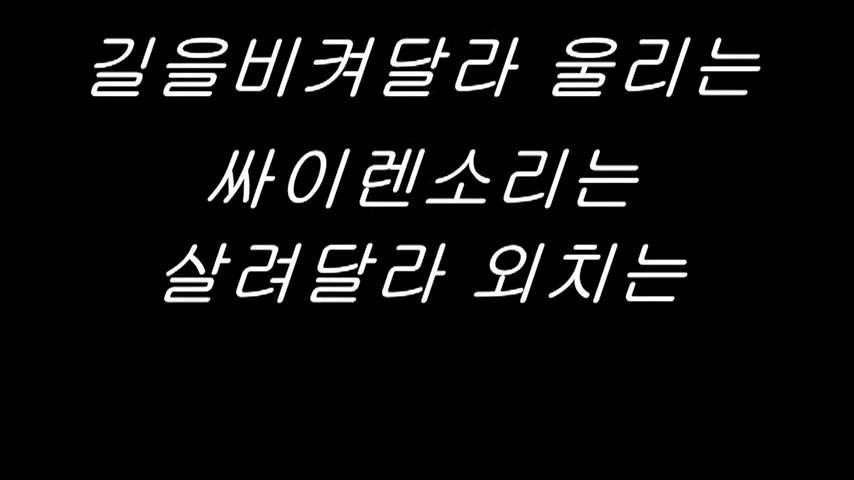 길을비켜달라 울리는
싸이렌소리는
살려달라 외치는